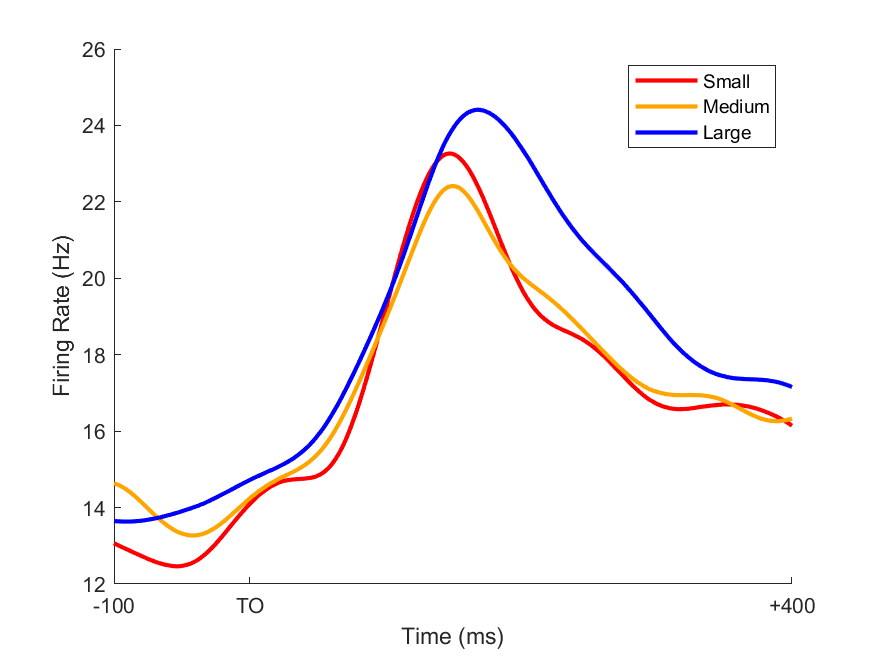 26
24
22
20
18
16
14
12
Firing Rate (Hz)
Small
Medium
Large
-100
TO
+400
Time (ms)